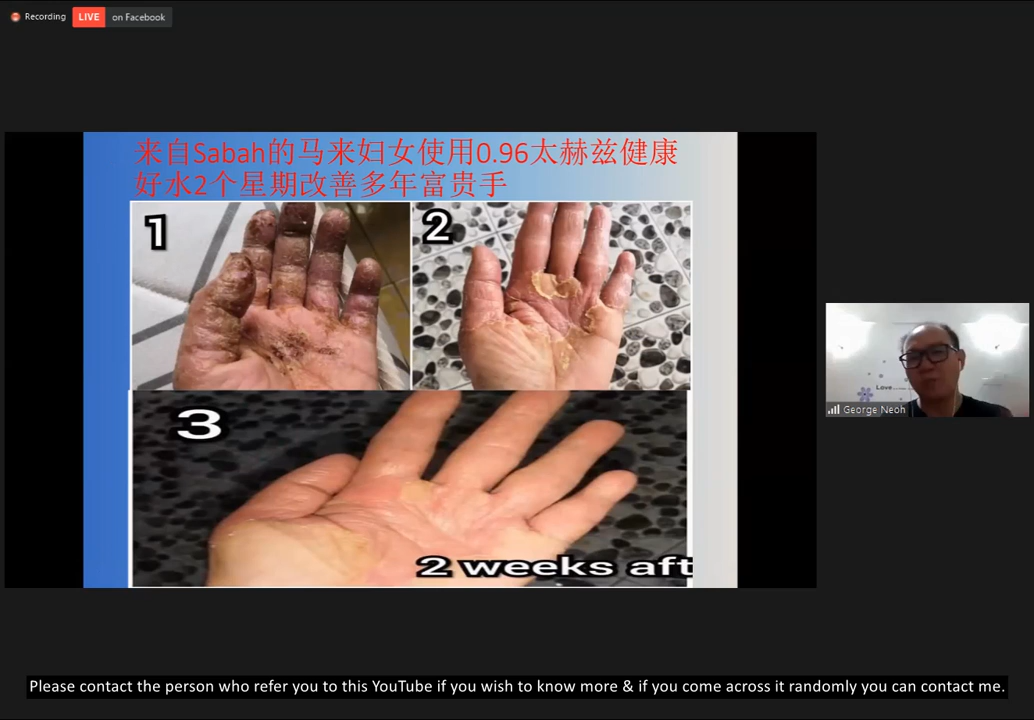 Recording LIVE on Facebook
来自Sabah的马来妇女使用0.96太赫兹健康
好水2个星期改善多年富贵手
1
2
3
2 weeks aft
Love
George Neoh
Please contact the person who refer you to this YouTube if you wish to know more & if you come across it randomly you can contact me.